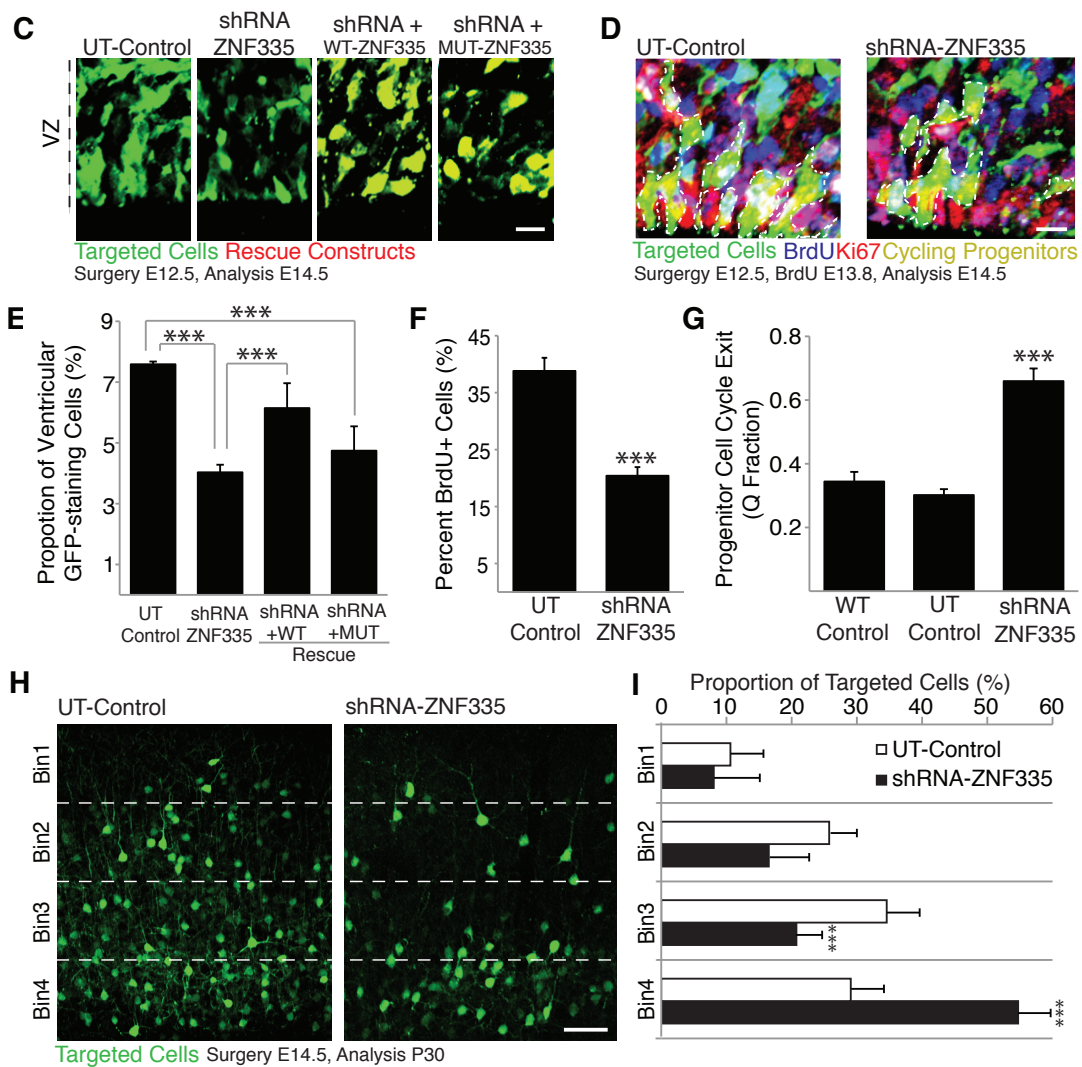 C
UT-Control
shRNA
ZNF335
shRNA +
WT-ZNF335
shRNA +
MUT-ZNF335
VZ
Targeted Cells Rescue Constructs
Surgery E12.5, Analysis E14.5
D
UT-Control
shRNA-ZNF335
Targeted Cells BrdU Ki67 Cycling Progenitors
Surgergy E12.5, BrdU E13.8, Analysis E14.5
E
Propotion of Ventricular
GFP-staining Cells (%)
9
7
5
3
1
***
***
***
UT
Control
shRNA
ZNF335
shRNA
+WT
shRNA
+MUT
Rescue
F
Percent BrdU+ Cells (%)
45
35
25
15
5
***
UT
Control
shRNA
ZNF335
G
Progenitor Cell Cycle Exit
(Q Fraction)
0.8
0.6
0.4
0.2
***
WT
Control
UT
Control
shRNA
ZNF335
H
UT-Control
shRNA-ZNF335
Bin1
Bin2
Bin3
Bin4
Targeted Cells Surgery E14.5, Analysis P30
I
Proportion of Targeted Cells (%)
0 10 20 30 40 50 60
UT-Control
shRNA-ZNF335
Bin1
Bin2
Bin3
***
Bin4
***